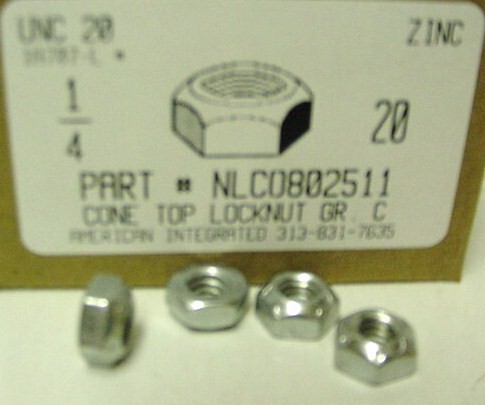 UNC 20 ZINC
1/4 20
PART # NLC0802511
CONE TOP LOCKNUT GR. C
AMERICAN INTEGRATED 313-831-7635